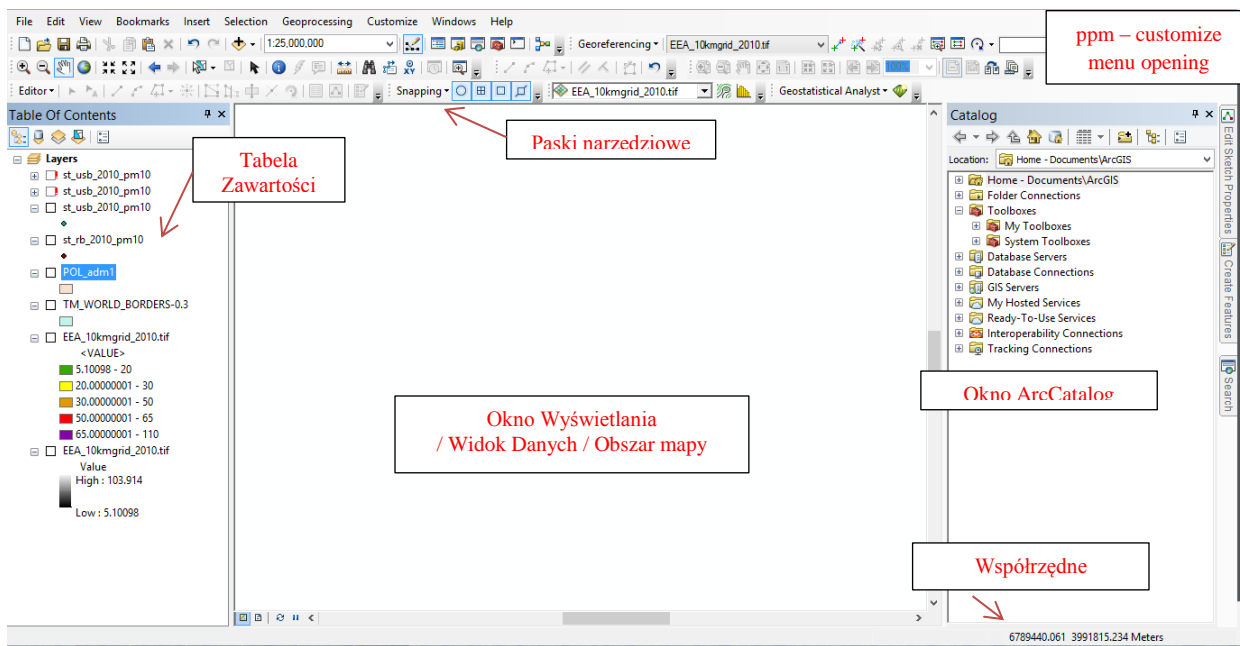 File Edit View Bookmarks Insert Selection Geoprocessing Customize Windows Help
1:25,000,000
Georeferencing
EEA_10kmgrid_2010.tif
100%
Editor
Snapping
EEA_10kmgrid_2010.tif
Geostatistical Analyst
ppm – customize
menu opening
Paski narzedziowe
Table Of Contents
Layers
st_usb_2010_pm10
st_usb_2010_pm10
st_usb_2010_pm10
st_rb_2010_pm10
POL_adm1
TM_WORLD_BORDERS-0.3
EEA_10kmgrid_2010.tif
<VALUE>
5.10098 - 20
20.00000001 - 30
30.00000001 - 50
50.00000001 - 65
65.00000001 - 110
EEA_10kmgrid_2010.tif
Value
High : 103.914
Low : 5.10098
Tabela
Zawartości
Okno Wyświetlania
/ Widok Danych / Obszar mapy
Catalog
Location: Home - Documents\ArcGIS
Home - Documents\ArcGIS
Folder Connections
Toolboxes
My Toolboxes
System Toolboxes
Database Servers
Database Connections
GIS Servers
My Hosted Services
Ready-To-Use Services
Interoperability Connections
Tracking Connections
Okno ArcCatalog
Współrzędne
Edit Sketch Properties
Create Features
Search
6789440.061 3991815.234 Meters